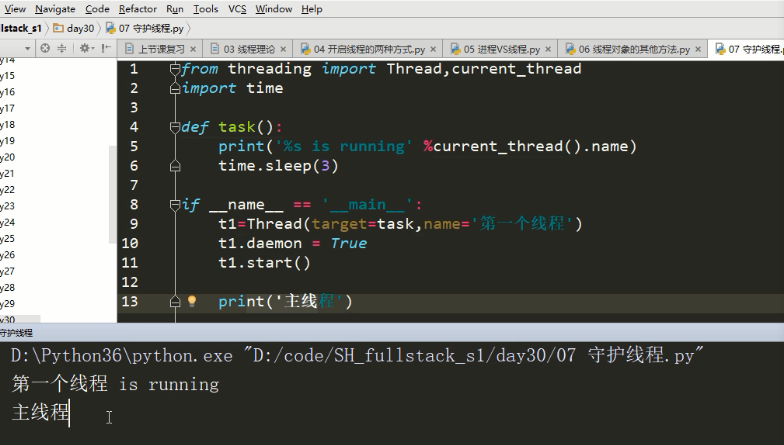 View Navigate Code Refactor Run Tools VCS Window Help
llstack_s1 day30 07 守护线程.py
上节课复习 03 线程理论 04 开启线程的两种方式.py 05 进程VS线程.py 06 线程对象的其他方法.py 07 守护线程.
y14
y15
y16
y17
y18
y19
y20
y21
y22
y23
y24
y25
y26
y27
y28
y29
y30
1 from threading import Thread,current_thread
2 import time
3
4 def task():
5 print('%s is running' %current_thread().name)
6 time.sleep(3)
7
8 if __name__ == '__main__':
9 t1=Thread(target=task,name='第一个线程')
10 t1.daemon = True
11 t1.start()
12
13 print('主线程')
守护线程
D:\Python36\python.exe "D:/code/SH_fullstack_s1/day30/07 守护线程.py"
第一个线程 is running
主线程